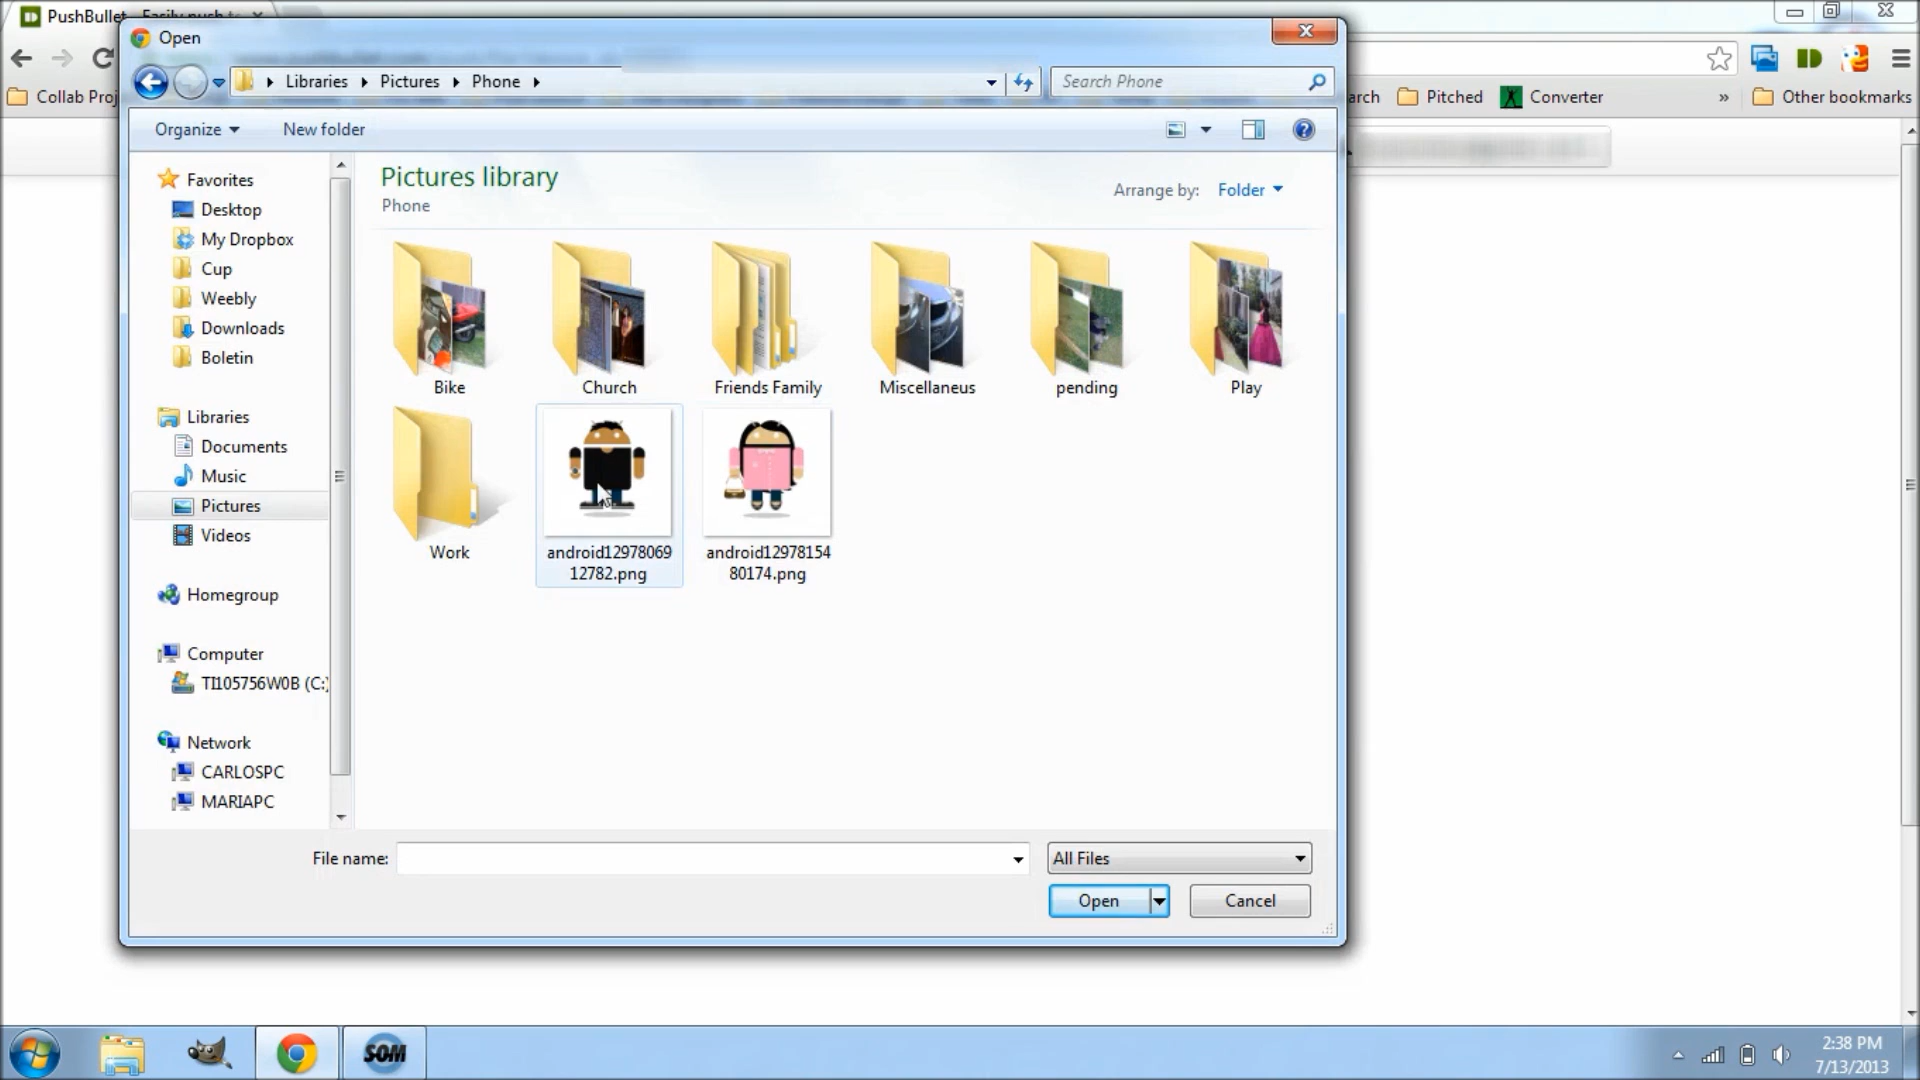 PushBullet - Easily push t
Open
Libraries
Pictures
Phone
Search Phone
Collab Proj
arch
Pitched
Converter
»
Other bookmarks
Organize
New folder
Pictures library
Phone
Arrange by:
Folder
Favorites
Desktop
My Dropbox
Cup
Weebly
Downloads
Boletin
Libraries
Documents
Music
Pictures
Videos
Homegroup
Computer
TI105756W0B (C:)
Network
CARLOSPC
MARIAPC
Bike
Church
Friends Family
Miscellaneus
pending
Play
Work
android12978069
12782.png
android12978154
80174.png
File name:
All Files
Open
Cancel
SOM
2:38 PM
7/13/2013